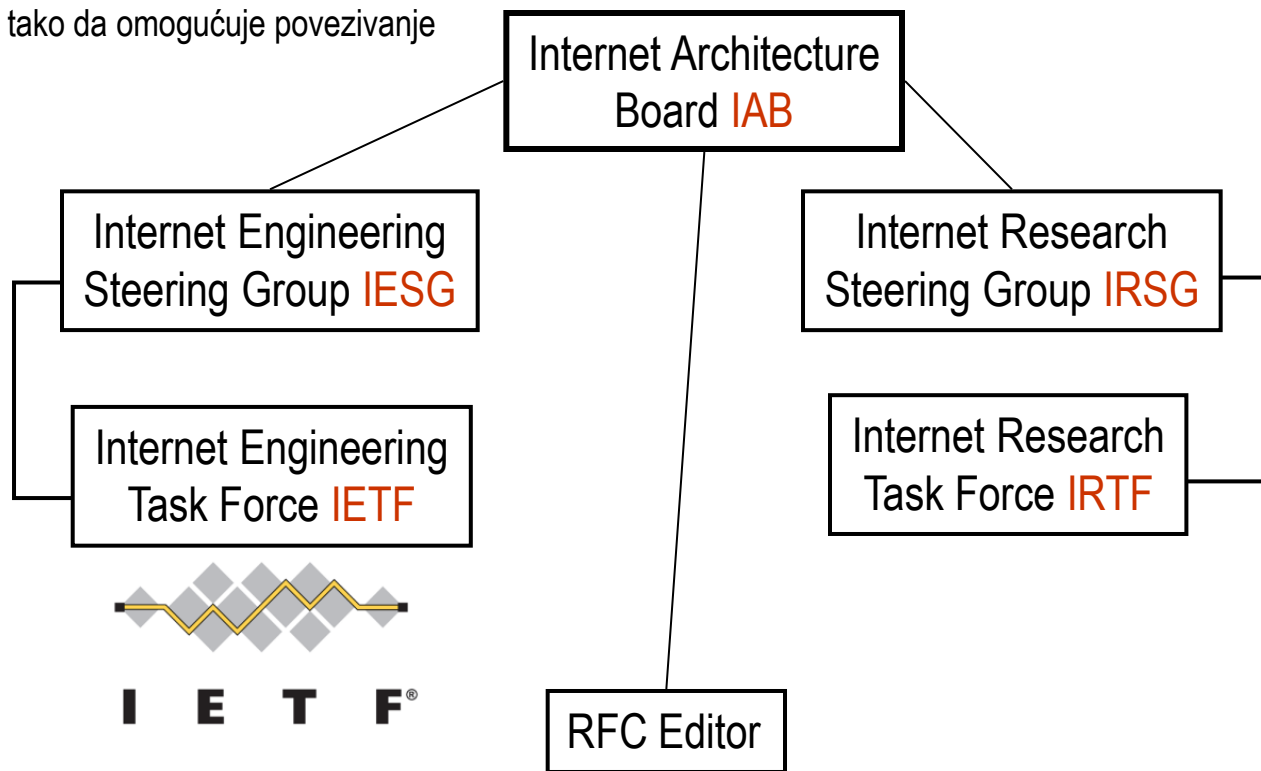 tako da omogućuje povezivanje
Internet Architecture
Board IAB
Internet Engineering
Steering Group IESG
Internet Research
Steering Group IRSG
Internet Engineering
Task Force IETF
Internet Research
Task Force IRTF
I E T F®
RFC Editor